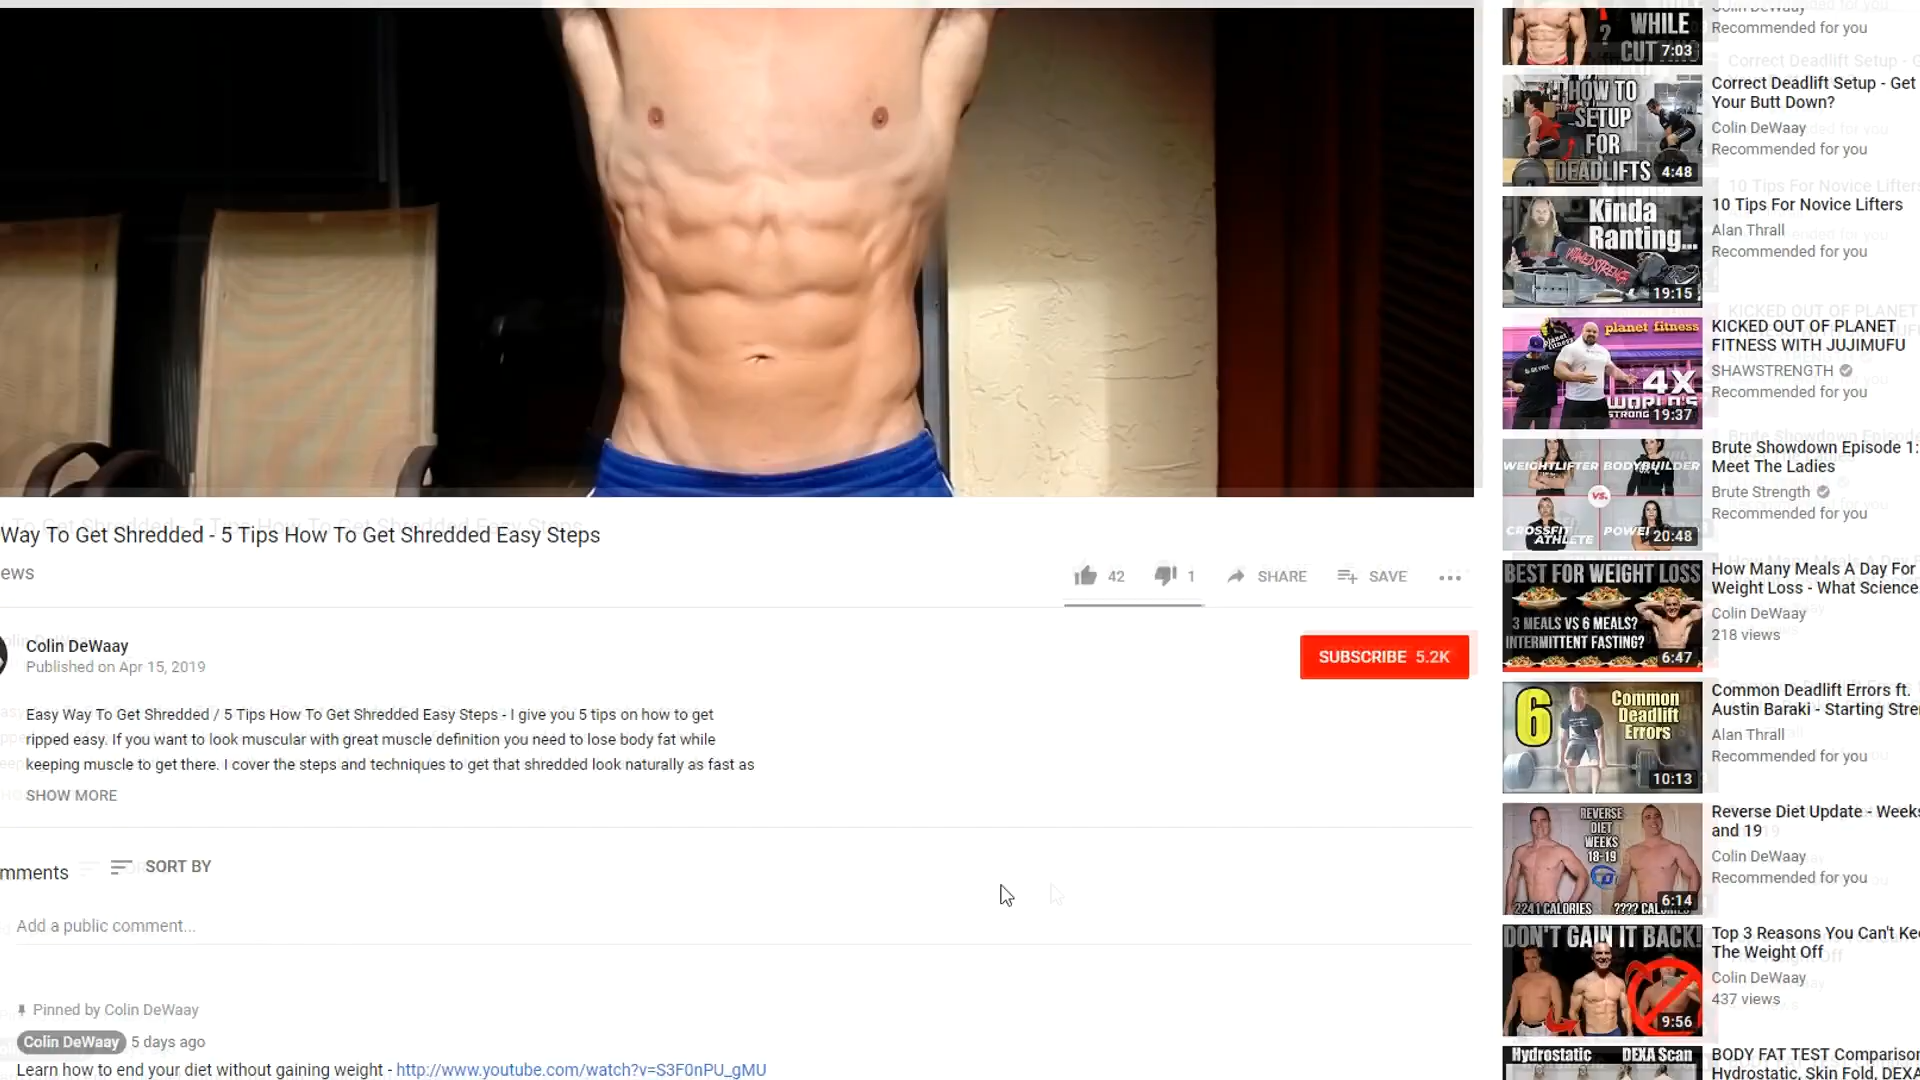 Way To Get Shredded - 5 Tips How To Get Shredded Easy Steps
ews
42
1
SHARE
SAVE
Colin DeWaay
Published on Apr 15, 2019
SUBSCRIBE 5.2K
Easy Way To Get Shredded / 5 Tips How To Get Shredded Easy Steps - I give you 5 tips on how to get
ripped easy. If you want to look muscular with great muscle definition you need to lose body fat while
keeping muscle to get there. I cover the steps and techniques to get that shredded look naturally as fast as
SHOW MORE
mments
SORT BY
Add a public comment...
Pinned by Colin DeWaay
Colin DeWaay 5 days ago
Learn how to end your diet without gaining weight - http://www.youtube.com/watch?v=S3F0nPU_gMU
?
WHILE
CUTTING
7:03
Colin DeWaay
Recommended for you
HOW TO
SETUP
FOR
DEADLIFTS
4:48
Correct Deadlift Setup - Get
Your Butt Down?
Colin DeWaay
Recommended for you
Kinda
Ranting...
19:15
10 Tips For Novice Lifters
Alan Thrall
Recommended for you
planet fitness
4X
WORLD'S
STRONG
19:37
KICKED OUT OF PLANET
FITNESS WITH JUJIMUFU
SHAWSTRENGTH
Recommended for you
WEIGHTLIFTER
BODYBUILDER
VS.
CROSSFIT
ATHLETE
POWE
20:48
Brute Showdown Episode 1:
Meet The Ladies
Brute Strength
Recommended for you
BEST FOR WEIGHT LOSS
3 MEALS VS 6 MEALS?
INTERMITTENT FASTING?
6:47
How Many Meals A Day For
Weight Loss - What Science
Colin DeWaay
218 views
6
Common
Deadlift
Errors
10:13
Common Deadlift Errors ft.
Austin Baraki - Starting Stre
Alan Thrall
Recommended for you
REVERSE
DIET
WEEKS
18-19
2241 CALORIES
???? CALORIES
6:14
Reverse Diet Update - Weeks
and 19
Colin DeWaay
Recommended for you
DON'T GAIN IT BACK!
9:56
Top 3 Reasons You Can't Ke
The Weight Off
Colin DeWaay
437 views
Hydrostatic
DEXA Scan
BODY FAT TEST Comparison
Hydrostatic, Skin Fold, DEXA